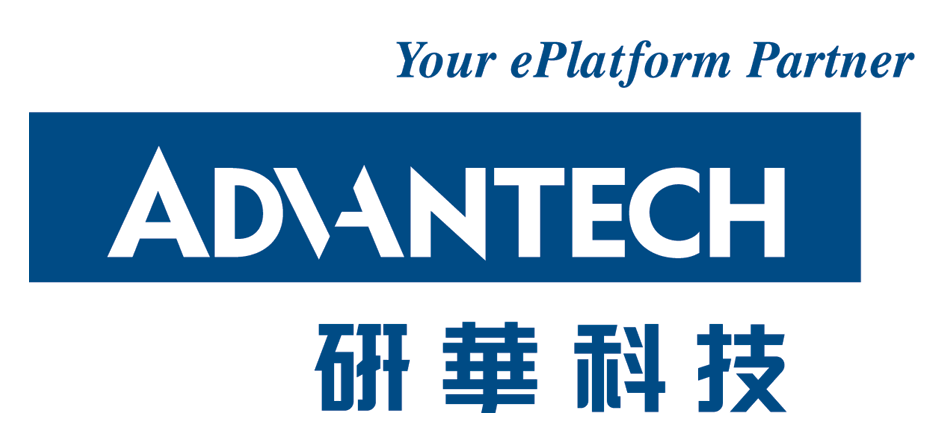 Your ePlatform Partner
ADVANTECH
研華科技